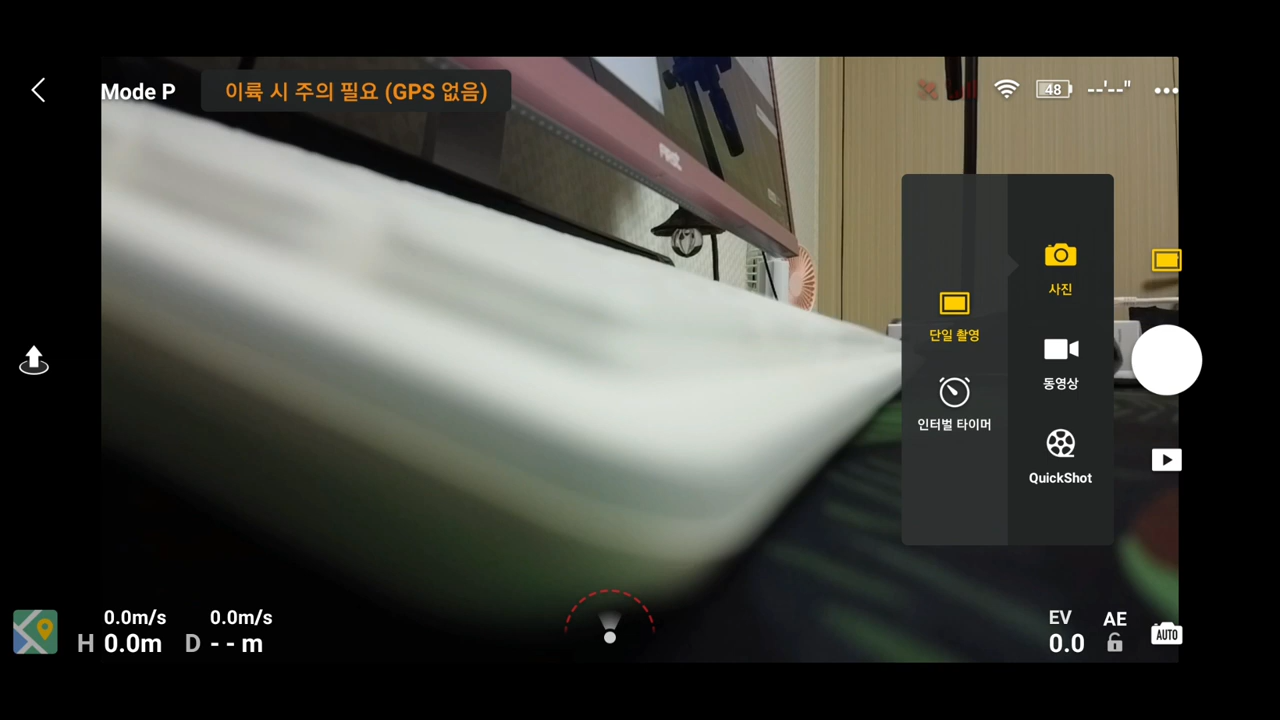 Mode P
이륙 시 주의 필요 (GPS 없음)
48
--'--"
사진
단일 촬영
동영상
인터벌 타이머
QuickShot
0.0m/s
0.0m/s
H 0.0m
D - - m
EV
0.0
AE
AUTO